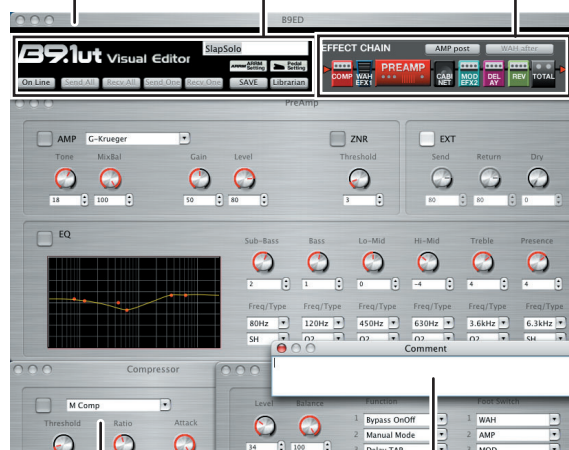 B9ED
B9.1ut Visual Editor
SlapSolo
ARRM ARRM Setting
Pedal Setting
On Line Send All Recv All Send One Recv One SAVE Librarian
EFFECT CHAIN AMP post WAH after
COMP WAH EFX1 PREAMP CABI NET MOD EFX2 DEL AY REV TOTAL
PreAmp
AMP G-Krueger ZNR EXT
Tone MixBal Gain Level Threshold Send Return Dry
18 100 50 80 3 80 80 0
EQ
Sub-Bass Bass Lo-Mid Hi-Mid Treble Presence
2 1 0 -4 4 4
Freq/Type Freq/Type Freq/Type Freq/Type Freq/Type Freq/Type
80Hz 120Hz 450Hz 630Hz 3.6kHz 6.3kHz
SH Q2 Q2 Q2 Q2 SH
Comment
Compressor
M Comp
Threshold Ratio Attack
Level Balance Function Foot Switch
34 100
1 Bypass OnOff 1 WAH
2 Manual Mode 2 AMP
3 Delay TAP 3 MOD